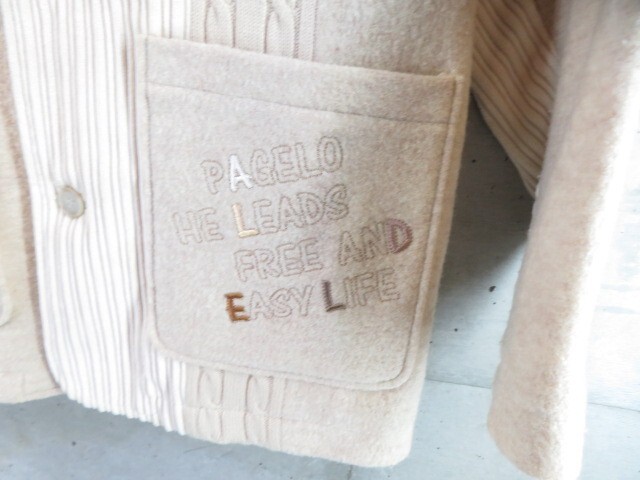 PAGELO
HE LEADS
FREE AND
EASY LIFE